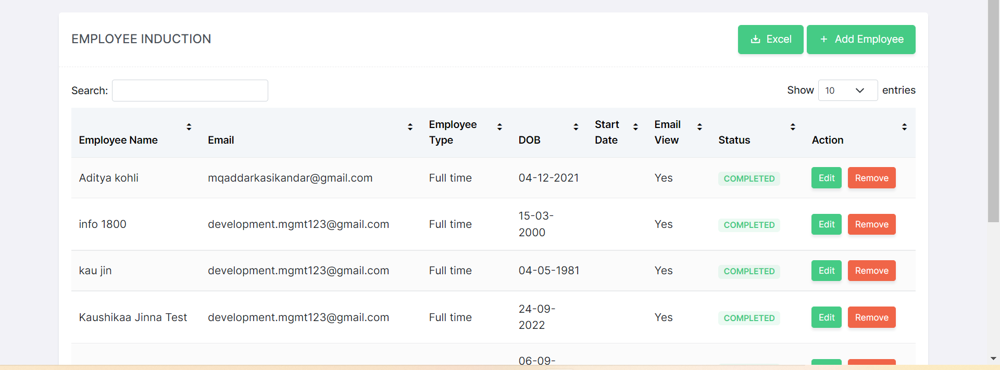 EMPLOYEE INDUCTION
Excel
+ Add Employee
Search:
Show 10 entries
Employee Name
Email
Employee
Type
DOB
Start
Date
Email
View
Status
Action
Aditya kohli mqaddarkasikandar@gmail.com Full time 04-12-2021 Yes COMPLETED Edit Remove
info 1800 development.mgmt123@gmail.com Full time 15-03-
2000 Yes COMPLETED Edit Remove
kau jin development.mgmt123@gmail.com Full time 04-05-1981 Yes COMPLETED Edit Remove
Kaushikaa Jinna Test development.mgmt123@gmail.com Full time 24-09-
2022 Yes COMPLETED Edit Remove
06-09-